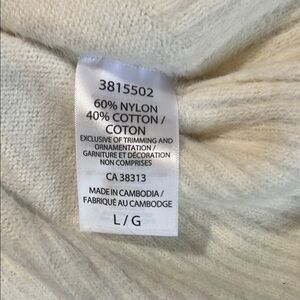 3815502
60% NYLON
40% COTTON /
COTON
EXCLUSIVE OF TRIMMING AND
ORNAMENTATION /
GARNITURE ET DÉCORATION
NON COMPRISES
CA 38313
MADE IN CAMBODIA /
FABRIQUÉ AU CAMBODGE
L / G